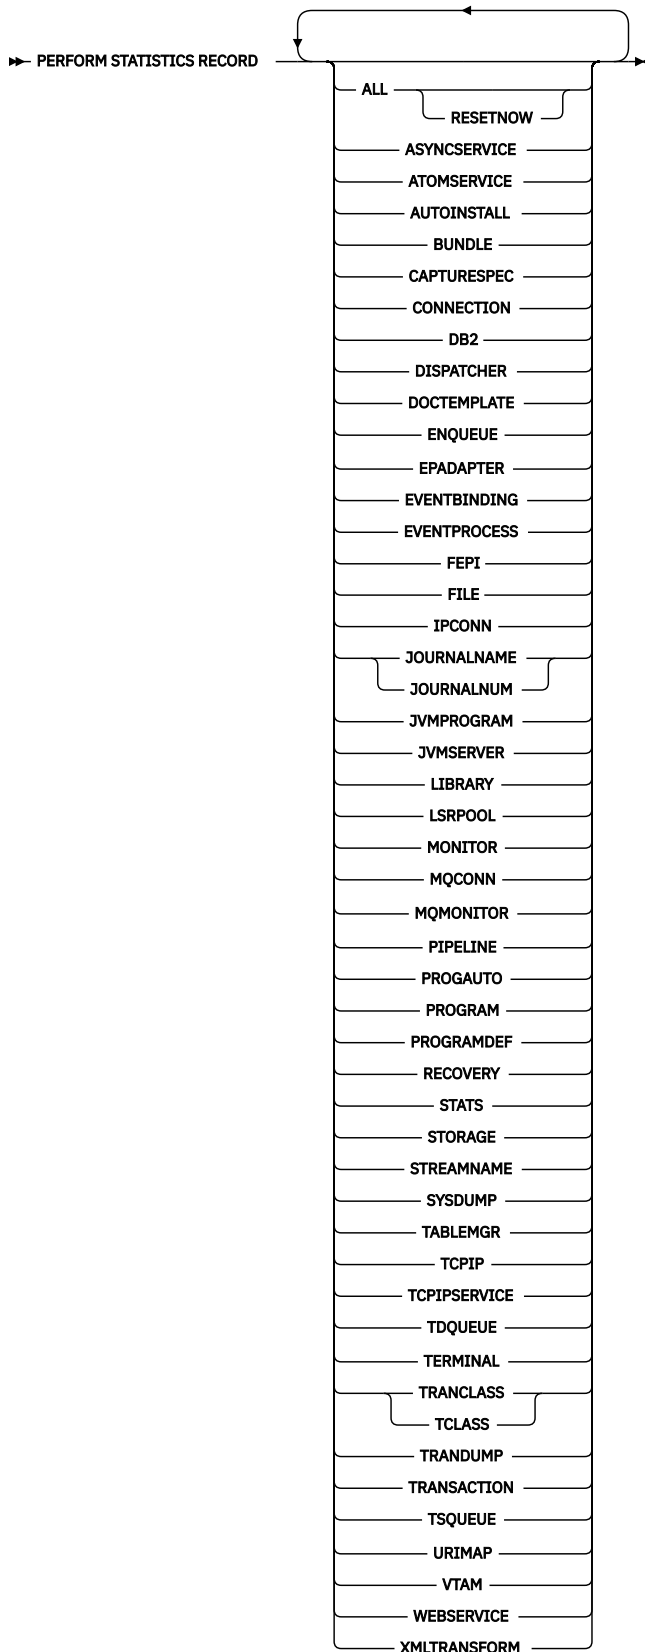 PERFORM STATISTICS RECORD
ALL
RESETNOW
ASYNCSERVICE
ATOMSERVICE
AUTOINSTALL
BUNDLE
CAPTURESPEC
CONNECTION
DB2
DISPATCHER
DOCTEMPLATE
ENQUEUE
EPADAPTER
EVENTBINDING
EVENTPROCESS
FEPI
FILE
IPCONN
JOURNALNAME
JOURNALNUM
JVMPROGRAM
JVMSERVER
LIBRARY
LSRPOOL
MONITOR
MQCONN
MQMONITOR
PIPELINE
PROGAUTO
PROGRAM
PROGRAMDEF
RECOVERY
STATS
STORAGE
STREAMNAME
SYSDUMP
TABLEMGR
TCPIP
TCPIPSERVICE
TDQUEUE
TERMINAL
TRANCLASS
TCLASS
TRANDUMP
TRANSACTION
TSQUEUE
URIMAP
VTAM
WEBSERVICE
XMLTRANSFORM